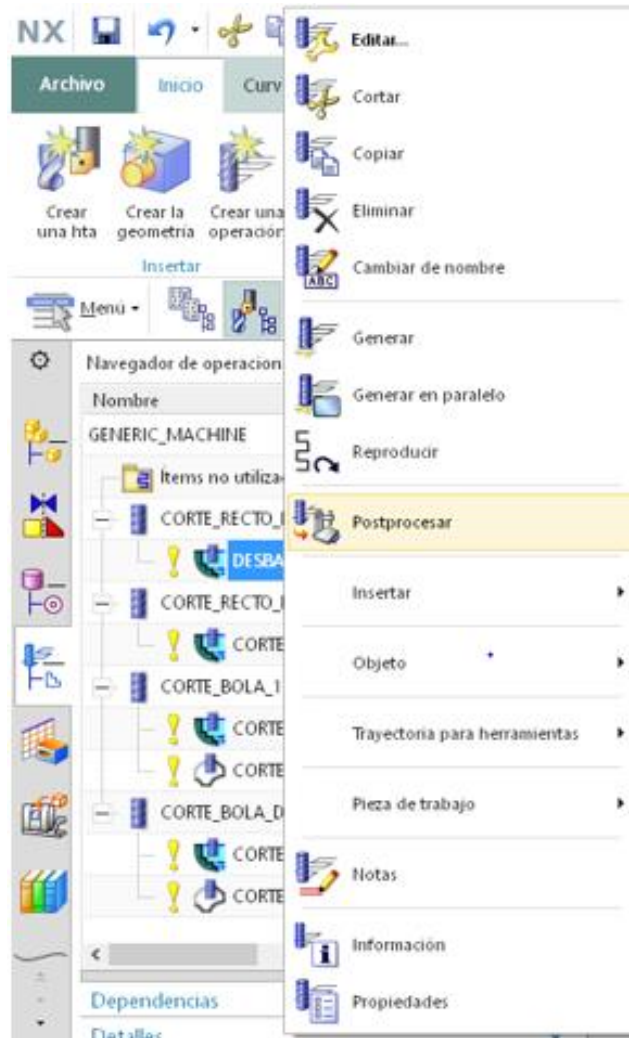 NX
Archivo
Inicio
Curv
Crear una hta
Crear la geometría
Crear una operación
Insertar
Menú
Navegador de operacion
Nombre
GENERIC_MACHINE
Ítems no utiliza
CORTE_RECTO_
DESBA
CORTE_RECTO_
CORTE
CORTE_BOLA_1
CORTE
CORTE
CORTE_BOLA_D
CORTE
CORTE
Dependencias
Detalles
Editar...
Cortar
Copiar
Eliminar
ABC
Cambiar de nombre
Generar
Generar en paralelo
Reproducir
Postprocesar
Insertar
Objeto
Trayectoria para herramientas
Pieza de trabajo
Notas
Información
Propiedades